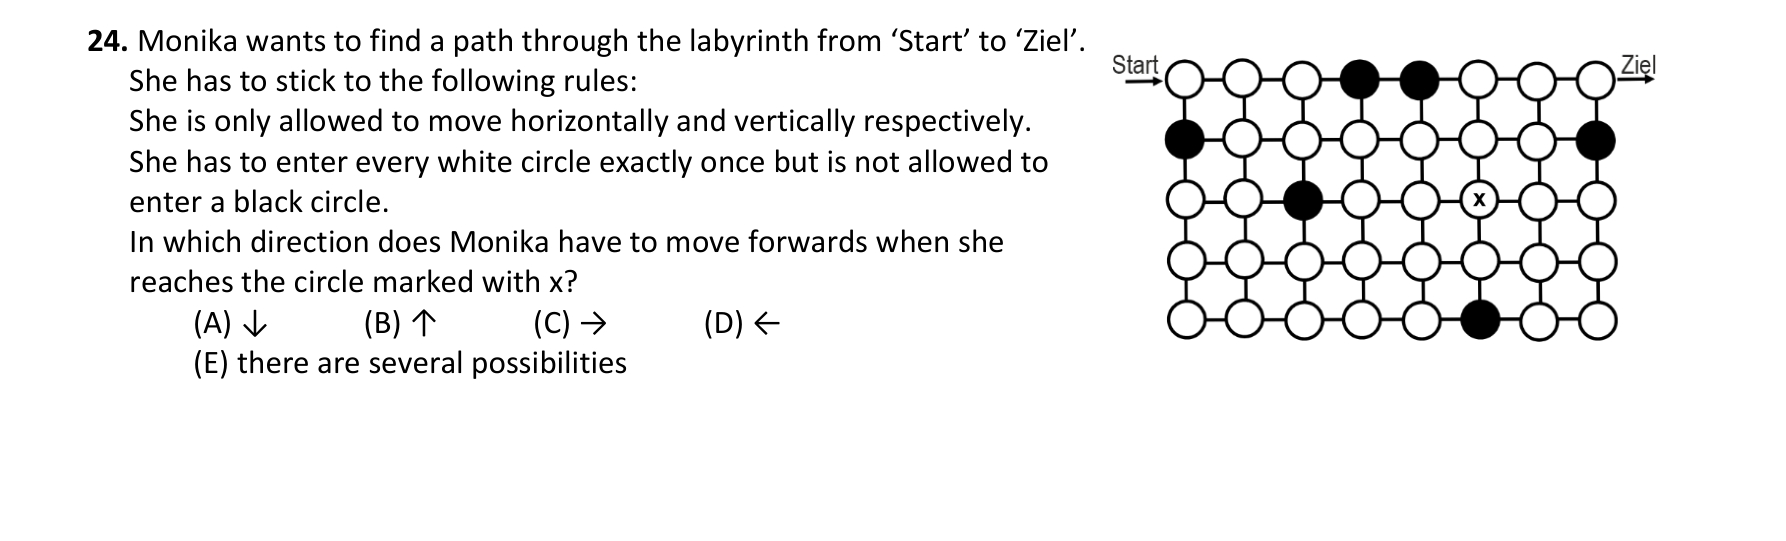 24. Monika wants to find a path through the labyrinth from ‘Start’ to ‘Ziel’.
She has to stick to the following rules:
She is only allowed to move horizontally and vertically respectively.
She has to enter every white circle exactly once but is not allowed to
enter a black circle.
In which direction does Monika have to move forwards when she
reaches the circle marked with x?
(A) ↓ (B) ↑ (C) → (D) ←
(E) there are several possibilities
Start
Ziel
x